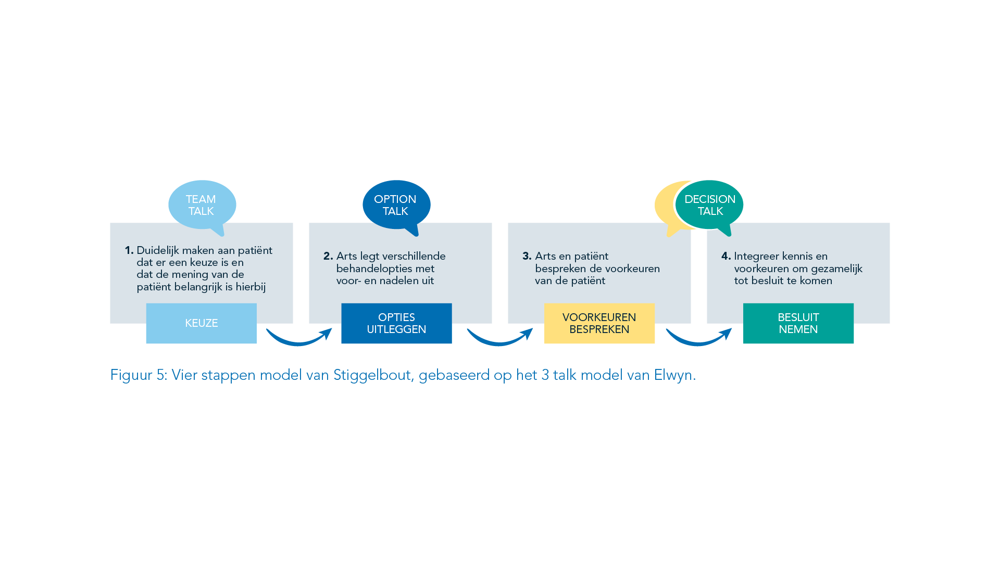 TEAM
TALK
1. Duidelijk maken aan patiënt
dat er een keuze is en
dat de mening van de
patiënt belangrijk is hierbij
KEUZE
OPTION
TALK
2. Arts legt verschillende
behandelopties met
voor- en nadelen uit
OPTIES
UITLEGGEN
DECISION
TALK
3. Arts en patiënt
bespreken de voorkeuren
van de patiënt
VOORKEUREN
BESPREKEN
4. Integreer kennis en
voorkeuren om gezamelijk
tot besluit te komen
BESLUIT
NEMEN
Figuur 5: Vier stappen model van Stiggelbout, gebaseerd op het 3 talk model van Elwyn.